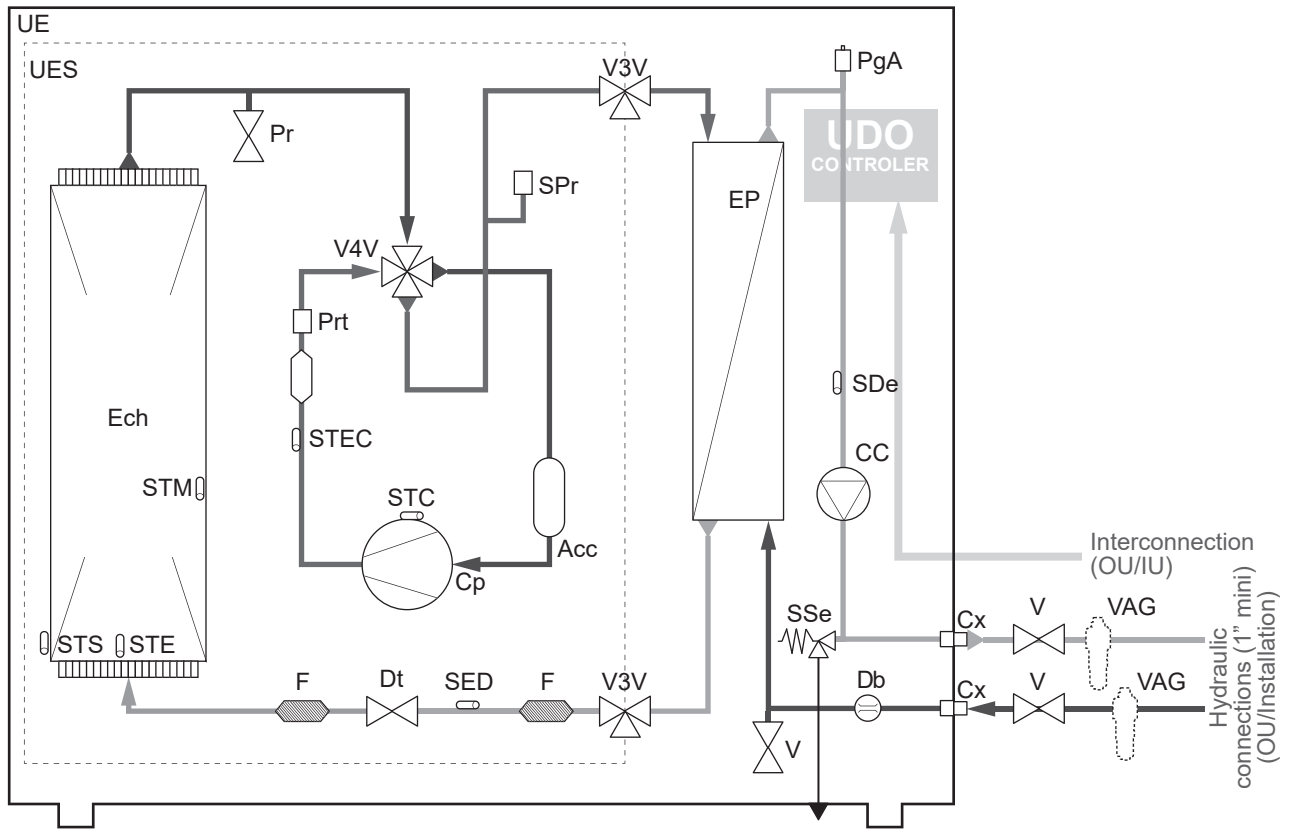 UE
UES
V3V
PgA
Pr
UDO
CONTROLER
SPr
EP
V4V
Prt
SDe
Ech
STEC
CC
STM
STC
Acc
Cp
Interconnection
(OU/IU)
SSe
Cx
V
VAG
STS
STE
F
Dt
SED
F
V3V
Db
Cx
V
VAG
V
Hydraulic
connections (1” mini)
(OU/Installation)